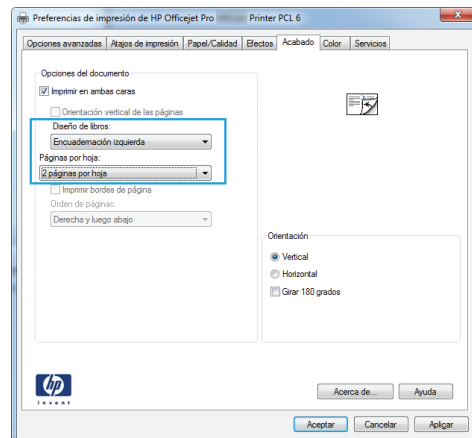 Preferencias de impresión de HP Officejet Pro Printer PCL 6
Opciones avanzadas Atajos de impresión Papel/Calidad Efectos Acabado Color Servicios
Opciones del documento
Imprimir en ambas caras
Orientación vertical de las páginas
Diseño de libros:
Encuadernación izquierda
Páginas por hoja:
2 páginas por hoja
Imprimir bordes de página
Orden de páginas:
Derecha y luego abajo
Orientación
Vertical
Horizontal
Girar 180 grados
hp
invent
Acerca de... Ayuda
Aceptar Cancelar Aplicar